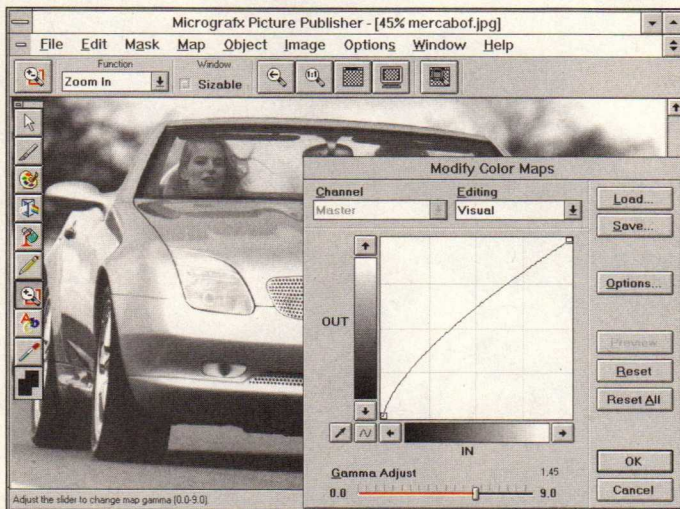 Micrografx Picture Publisher - [45% mercabof.jpg]
File Edit Mask Map Object Image Options Window Help
Function
Zoom In
Window
Sizable
1:1
Modify Color Maps
Channel
Master
Editing
Visual
Load...
Save...
Options...
OUT
Preview
Reset
Reset All
IN
Gamma Adjust 1.45
0.0 9.0
OK
Cancel
Adjust the slider to change map gamma (0.0-9.0).